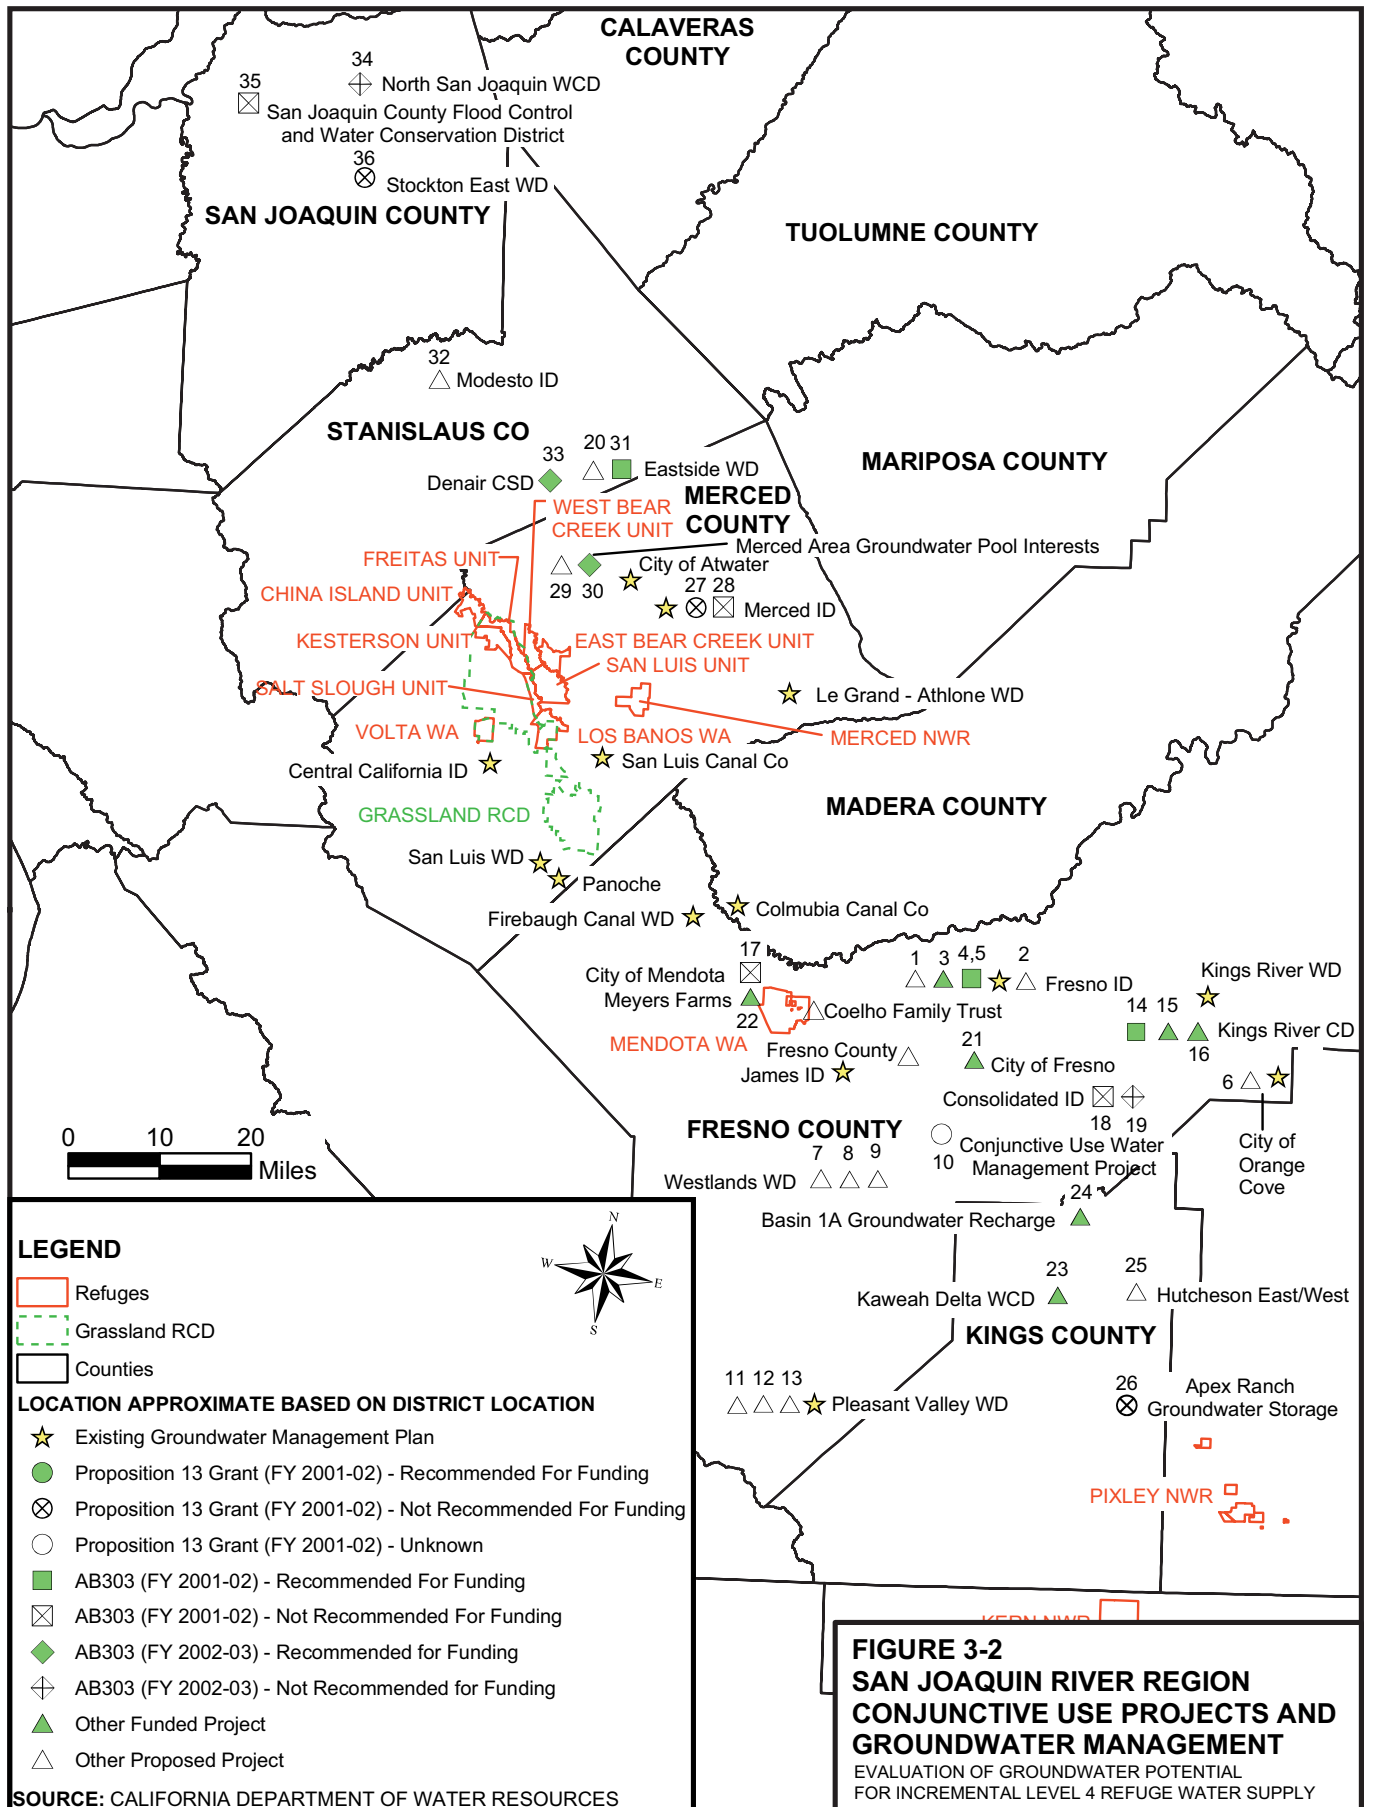 CALAVERAS
COUNTY
34
North San Joaquin WCD
35
San Joaquin County Flood Control
and Water Conservation District
36
Stockton East WD
SAN JOAQUIN COUNTY
TUOLUMNE COUNTY
32
Modesto ID
STANISLAUS CO
33
Denair CSD
20 31
Eastside WD
MARIPOSA COUNTY
MERCED
COUNTY
WEST BEAR
CREEK UNIT
Merced Area Groundwater Pool Interests
FREITAS UNIT
City of Atwater
29 30
27 28
Merced ID
CHINA ISLAND UNIT
KESTERSON UNIT
EAST BEAR CREEK UNIT
SAN LUIS UNIT
SALT SLOUGH UNIT
Le Grand - Athlone WD
VOLTA WA
LOS BANOS WA
MERCED NWR
Central California ID
San Luis Canal Co
GRASSLAND RCD
MADERA COUNTY
San Luis WD
Panoche
Firebaugh Canal WD
Colmubia Canal Co
17
City of Mendota
Meyers Farms
22
MENDOTA WA
Coelho Family Trust
1 3 4,5 2
Fresno ID
Kings River WD
14 15
Kings River CD
16
Fresno County
James ID
21
City of Fresno
6
City of
Orange
Cove
Consolidated ID
18 19
FRESNO COUNTY
10
Conjunctive Use Water
Management Project
7 8 9
Westlands WD
24
Basin 1A Groundwater Recharge
23
Kaweah Delta WCD
25
Hutcheson East/West
KINGS COUNTY
11 12 13
Pleasant Valley WD
26
Apex Ranch
Groundwater Storage
PIXLEY NWR
KERN NWR
0 10 20
Miles
N
W
E
S
LEGEND
Refuges
Grassland RCD
Counties
LOCATION APPROXIMATE BASED ON DISTRICT LOCATION
Existing Groundwater Management Plan
Proposition 13 Grant (FY 2001-02) - Recommended For Funding
Proposition 13 Grant (FY 2001-02) - Not Recommended For Funding
Proposition 13 Grant (FY 2001-02) - Unknown
AB303 (FY 2001-02) - Recommended For Funding
AB303 (FY 2001-02) - Not Recommended For Funding
AB303 (FY 2002-03) - Recommended for Funding
AB303 (FY 2002-03) - Not Recommended for Funding
Other Funded Project
Other Proposed Project
SOURCE: CALIFORNIA DEPARTMENT OF WATER RESOURCES
FIGURE 3-2
SAN JOAQUIN RIVER REGION
CONJUNCTIVE USE PROJECTS AND
GROUNDWATER MANAGEMENT
EVALUATION OF GROUNDWATER POTENTIAL
FOR INCREMENTAL LEVEL 4 REFUGE WATER SUPPLY